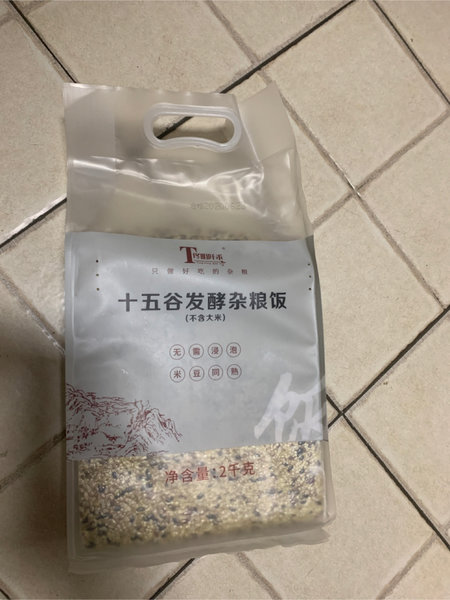 只做好吃的杂粮
十五谷发酵杂粮饭
(不含大米)
无需浸泡
米豆同熟
饭
净含量:2千克